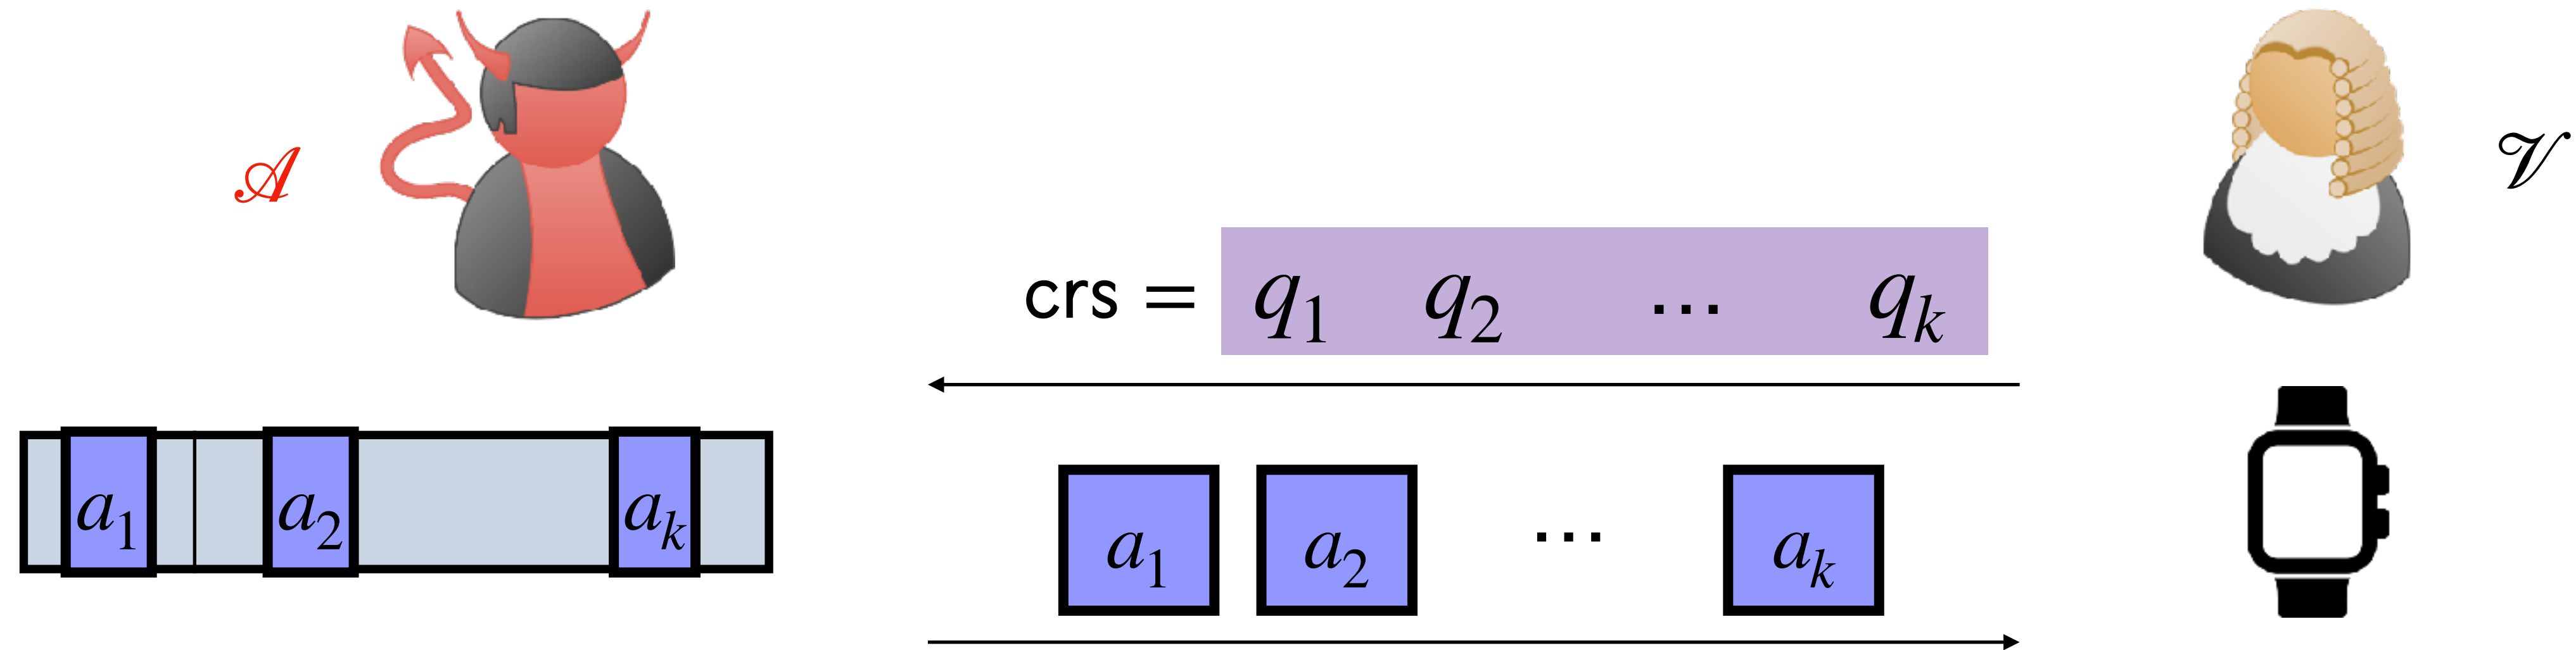 𝒜
𝒱
crs = q₁ q₂ ⋯ qₖ
a₁ a₂ aₖ
a₁ a₂ ⋯ aₖ